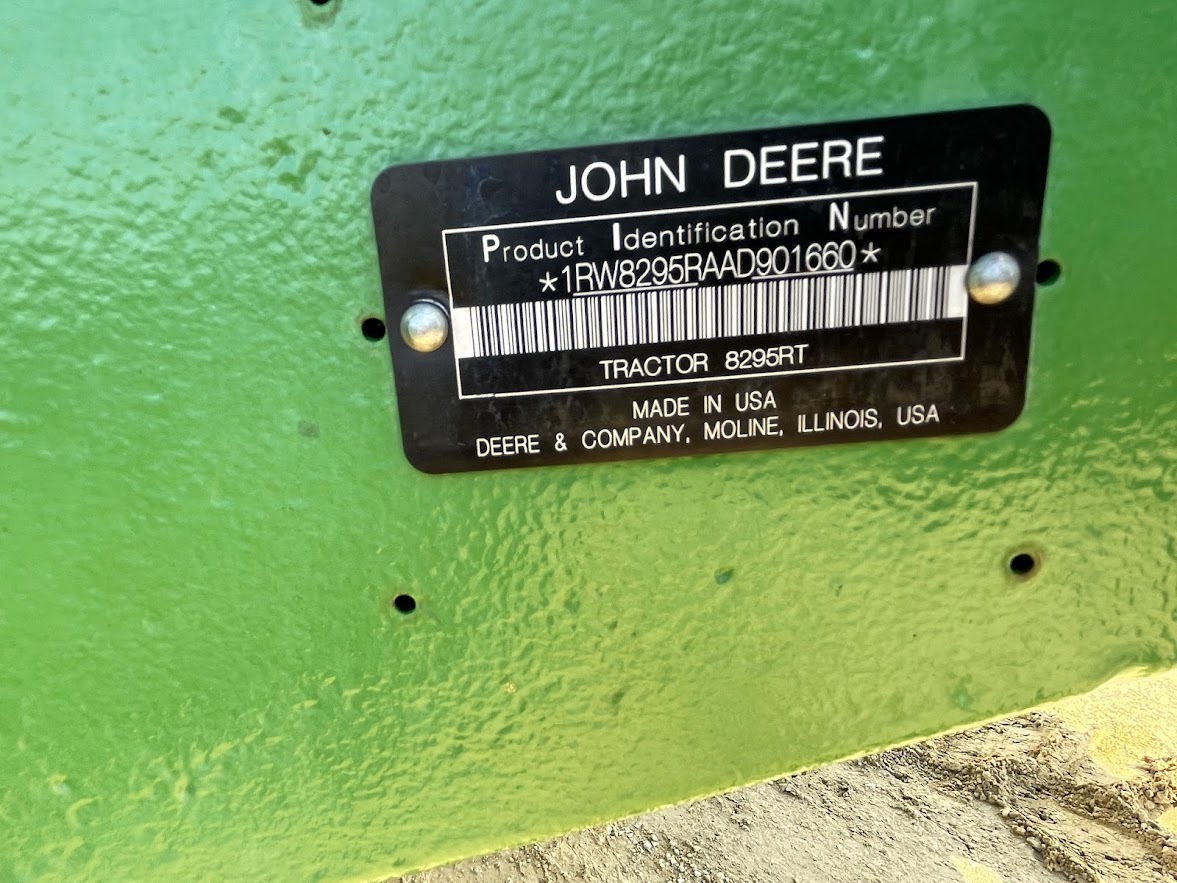 JOHN DEERE
Product Identification Number
*1RW8295RAAD901660*
TRACTOR 8295RT
MADE IN USA
DEERE & COMPANY, MOLINE, ILLINOIS, USA